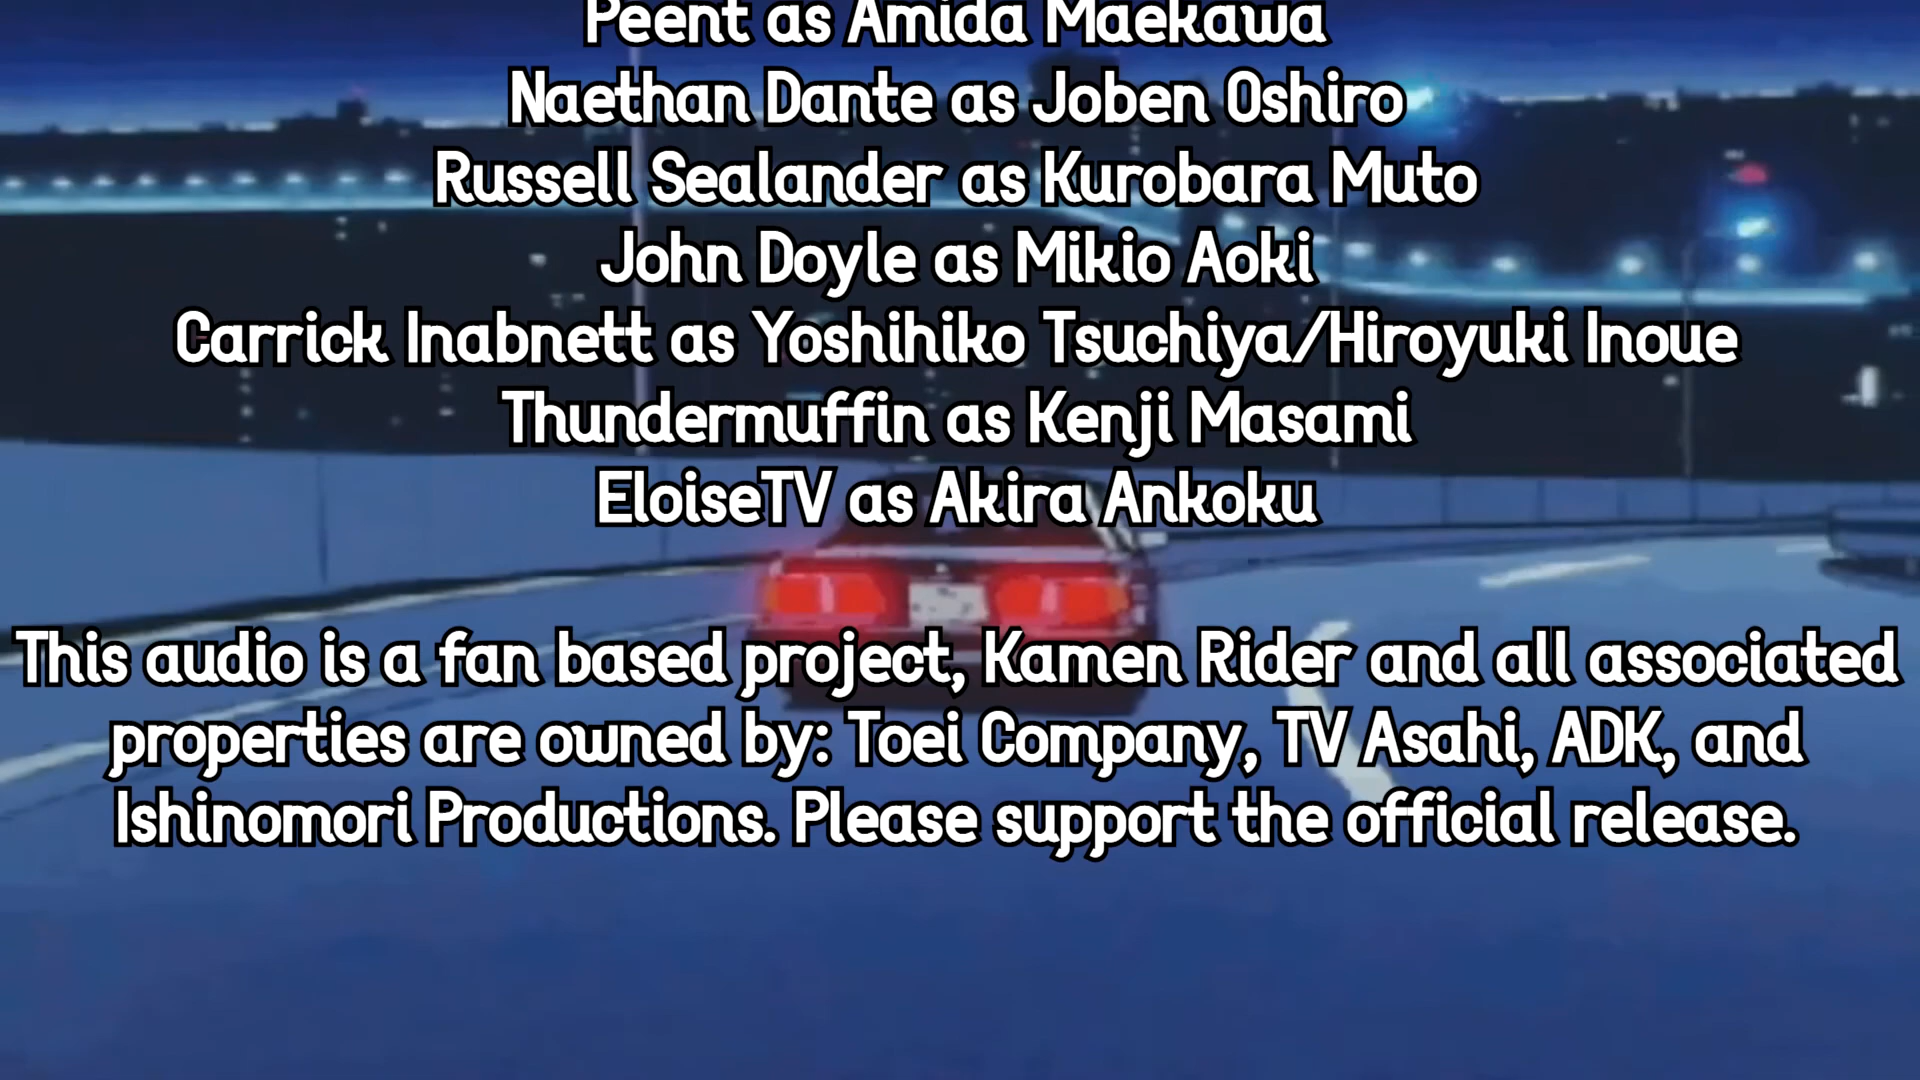 Peent as Amida Maekawa
Naethan Dante as Joben Oshiro
Russell Sealander as Kurobara Muto
John Doyle as Mikio Aoki
Carrick Inabnett as Yoshihiko Tsuchiya/Hiroyuki Inoue
Thundermuffin as Kenji Masami
EloiseTV as Akira Ankoku
This audio is a fan based project, Kamen Rider and all associated
properties are owned by: Toei Company, TV Asahi, ADK, and
Ishinomori Productions. Please support the official release.